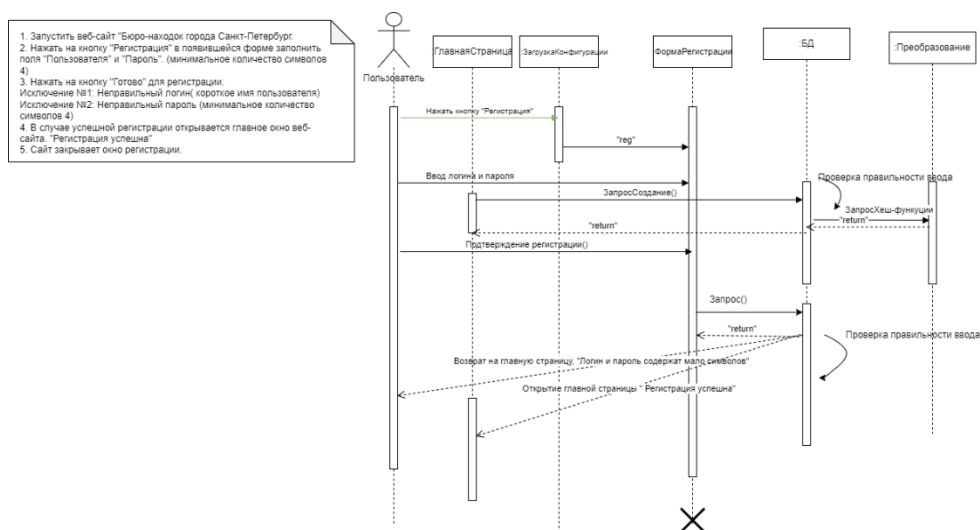 1. Запустить веб-сайт "Бюро-находок города Санкт-Петербург.
2. Нажать на кнопку "Регистрация" в появившейся форме заполнить
поля "Пользователя" и "Пароль". (минимальное количество символов
4)
3. Нажать на кнопку "Готово" для регистрации.
Исключение №1: Неправильный логин( короткое имя пользователя)
Исключение №2: Неправильный пароль (минимальное количество
символов 4)
4. В случае успешной регистрации открывается главное окно веб-
сайта. "Регистрация успешна"
5. Сайт закрывает окно регистрации.
Пользователь
:ГлавнаяСтраница
:ЗагрузкаКонфигурации
ФормаРегистрации
:БД
:Преобразование
Нажать кнопку "Регистрация"
"reg"
Ввод логина и пароля
Проверка правильности ввода
ЗапросСоздание()
ЗапросХеш-функуции
"return"
"return"
Подтверждение регистрации()
Запрос()
"return"
Проверка правильности ввода
Возврат на главную страницу, "Логин и пароль содержат мало символов"
Открытие главной страницы " Регистрация успешна"